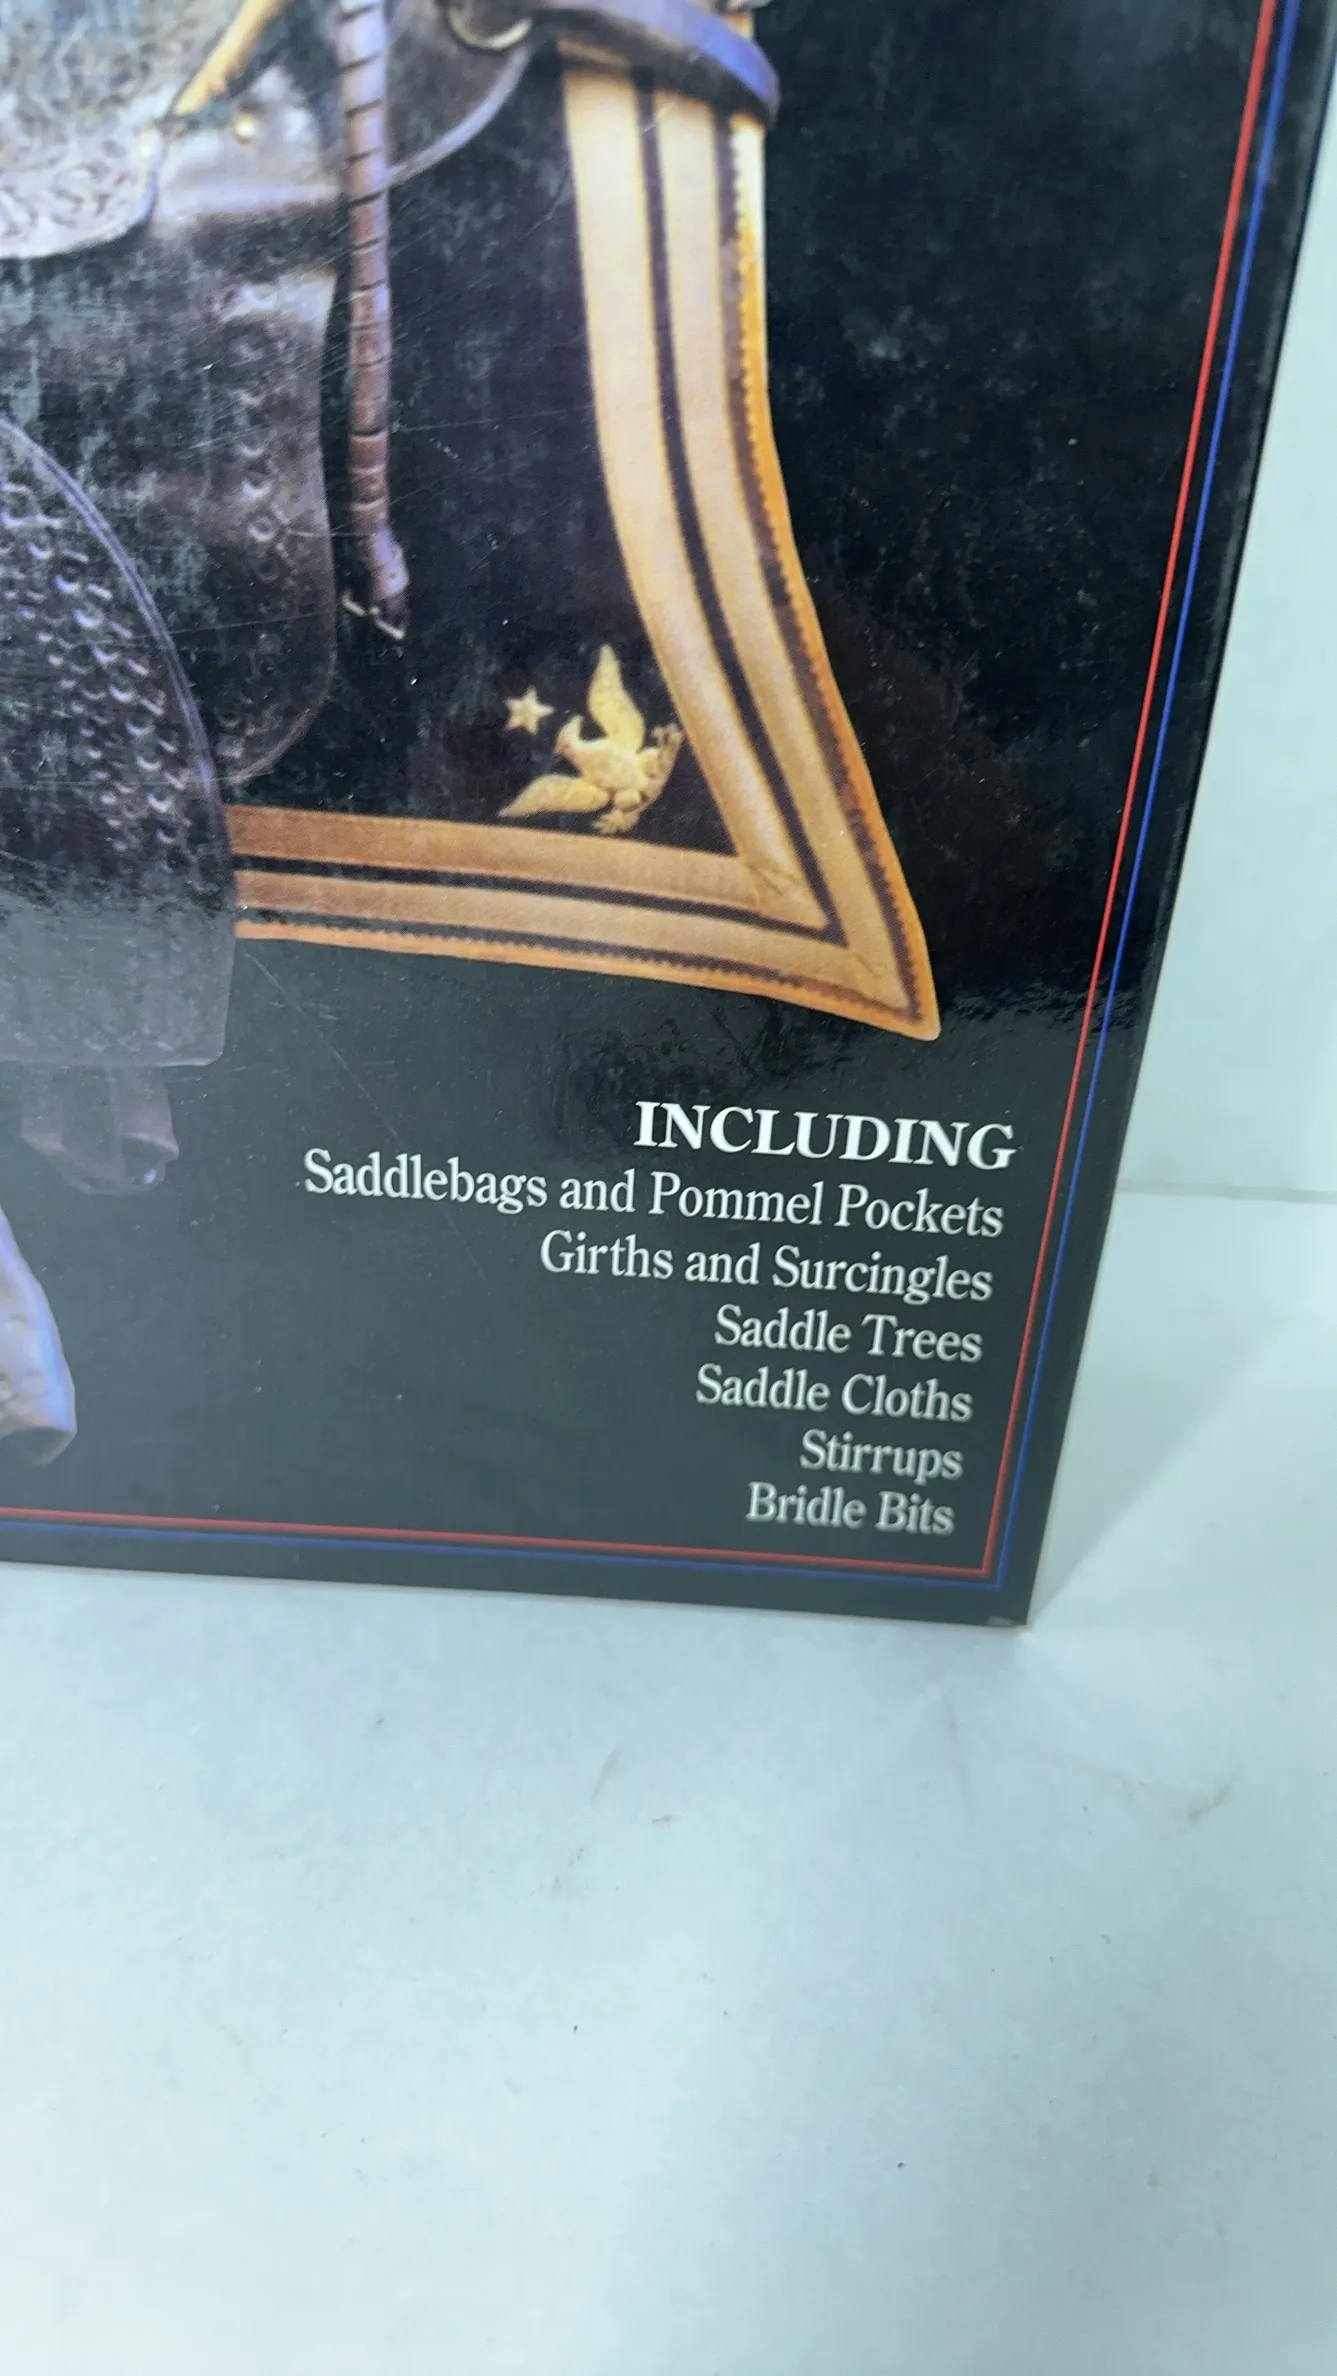 INCLUDING
Saddlebags and Pommel Pockets
Girths and Surcingles
Saddle Trees
Saddle Cloths
Stirrups
Bridle Bits